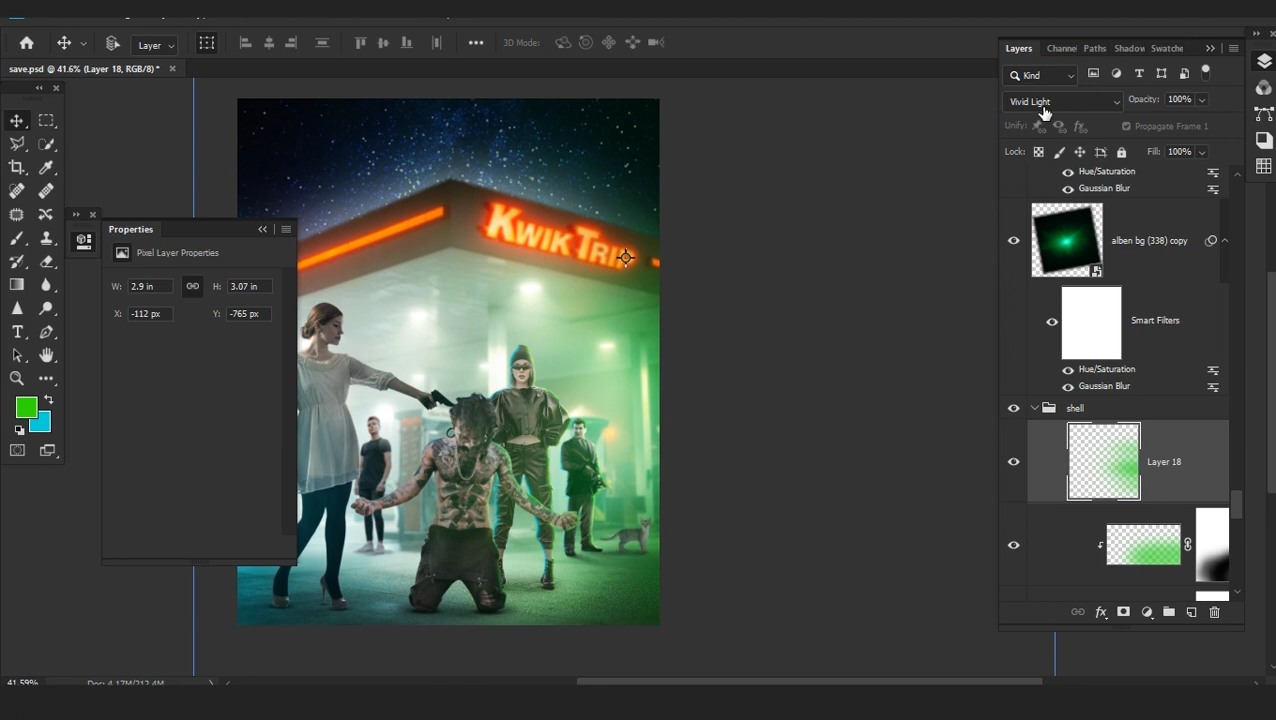 Layer
3D Mode:
save.psd @ 41.6% (Layer 18, RGB/8) *
Properties
Pixel Layer Properties
W: 2.9 in H: 3.07 in
X: -112 px Y: -765 px
KWIK TRIP
Layers Channe Paths Shadow Swatche
Kind
Vivid Light Opacity: 100%
Unify: Propagate Frame 1
Lock: Fill: 100%
Hue/Saturation
Gaussian Blur
alben bg (338) copy
Smart Filters
Hue/Saturation
Gaussian Blur
shell
Layer 18
41.59% Doc: 4.17M/212.4M